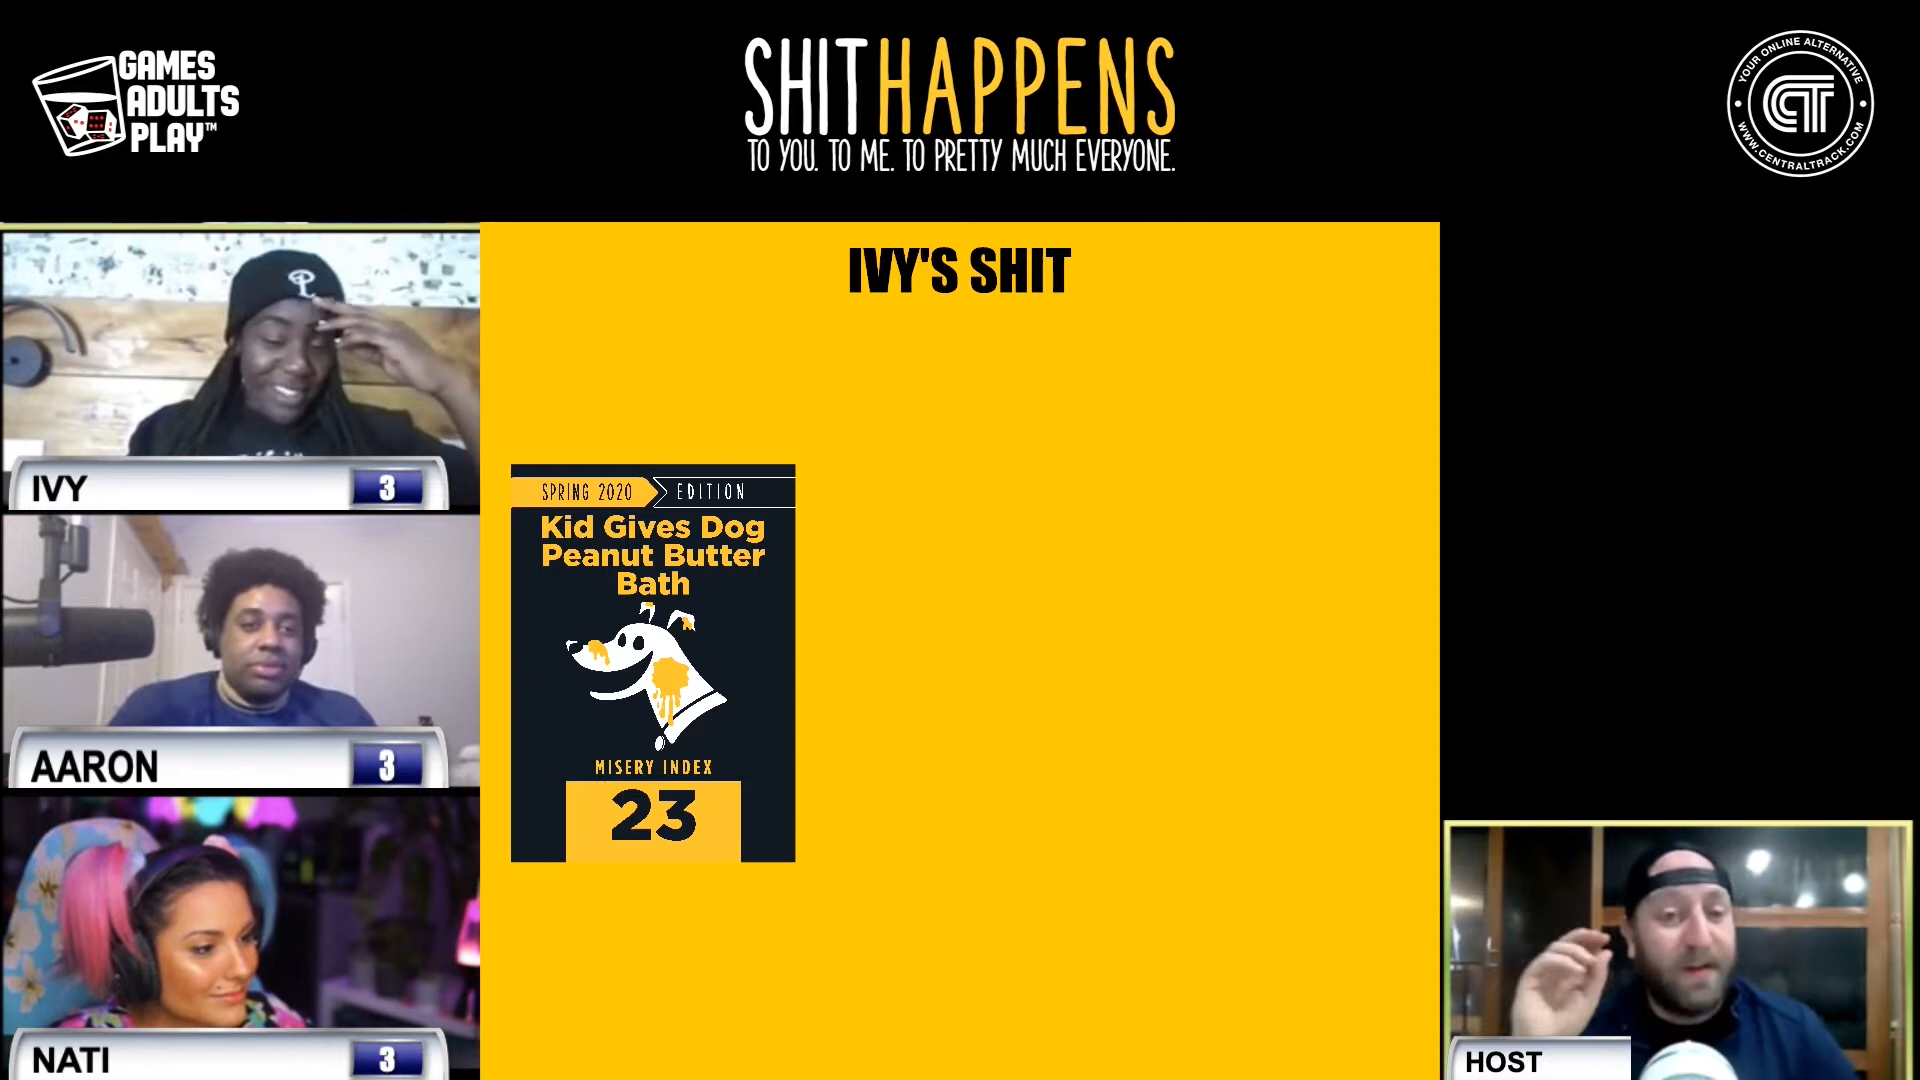 GAMES
ADULTS
PLAY™
SHIT HAPPENS
TO YOU. TO ME. TO PRETTY MUCH EVERYONE.
YOUR ONLINE ALTERNATIVE
CT
WWW.CENTRALTRACK.COM
IVY'S SHIT
IVY 3
SPRING 2020 EDITION
Kid Gives Dog
Peanut Butter
Bath
MISERY INDEX
23
AARON 3
NATI 3
HOST